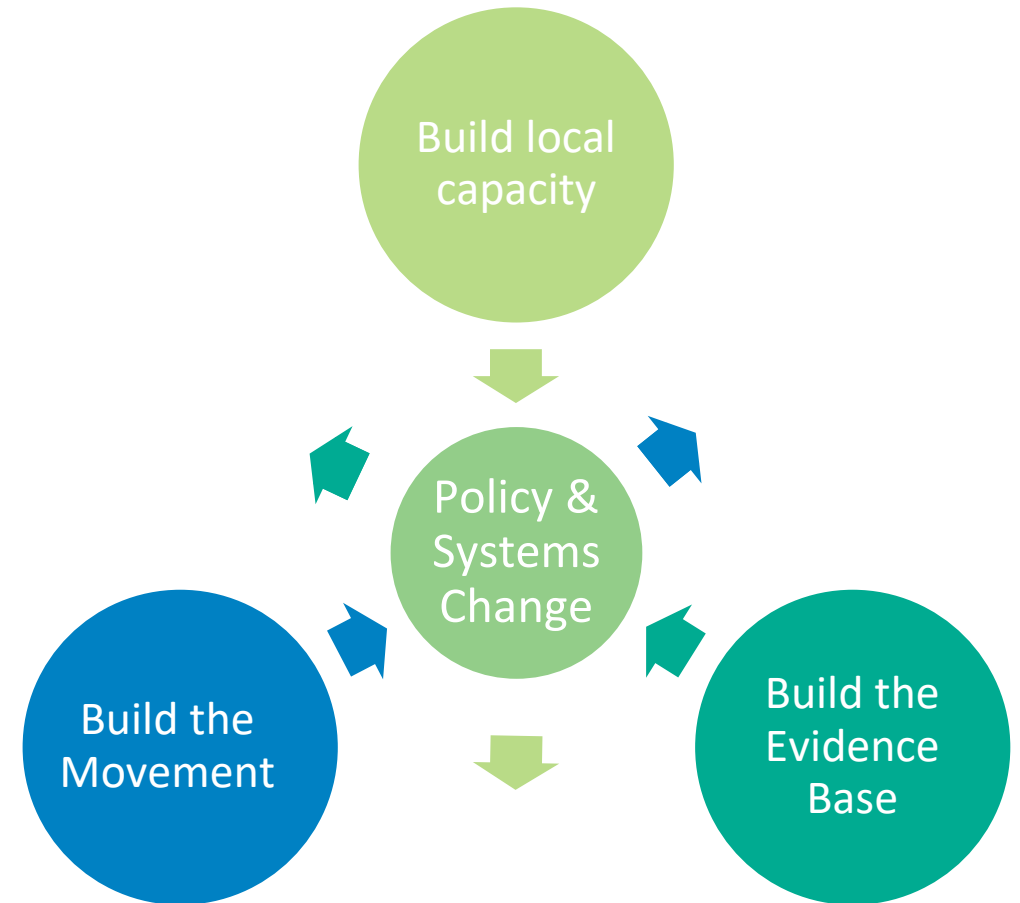 Build local
capacity
Policy &
Systems
Change
Build the
Movement
Build the
Evidence
Base